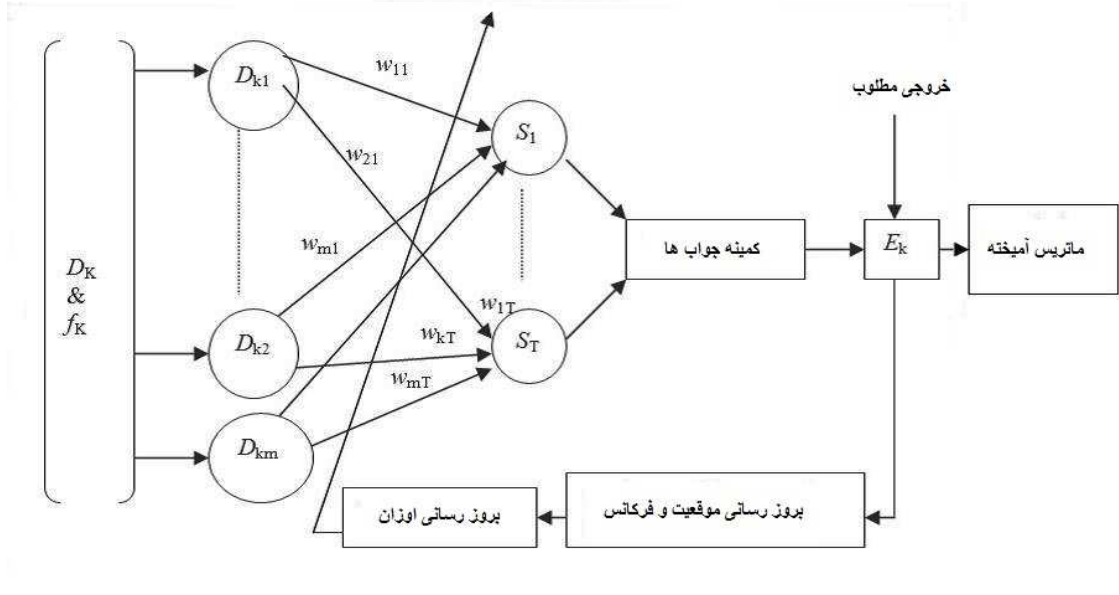 D_k1
w_11
خروجی مطلوب
S_1
w_21
w_m1
D_K
&
f_K
کمینه جواب ها
E_k
ماتریس آمیخته
w_1T
D_k2
w_kT
S_T
w_mT
D_km
بروز رسانی اوزان
بروز رسانی موقعیت و فرکانس